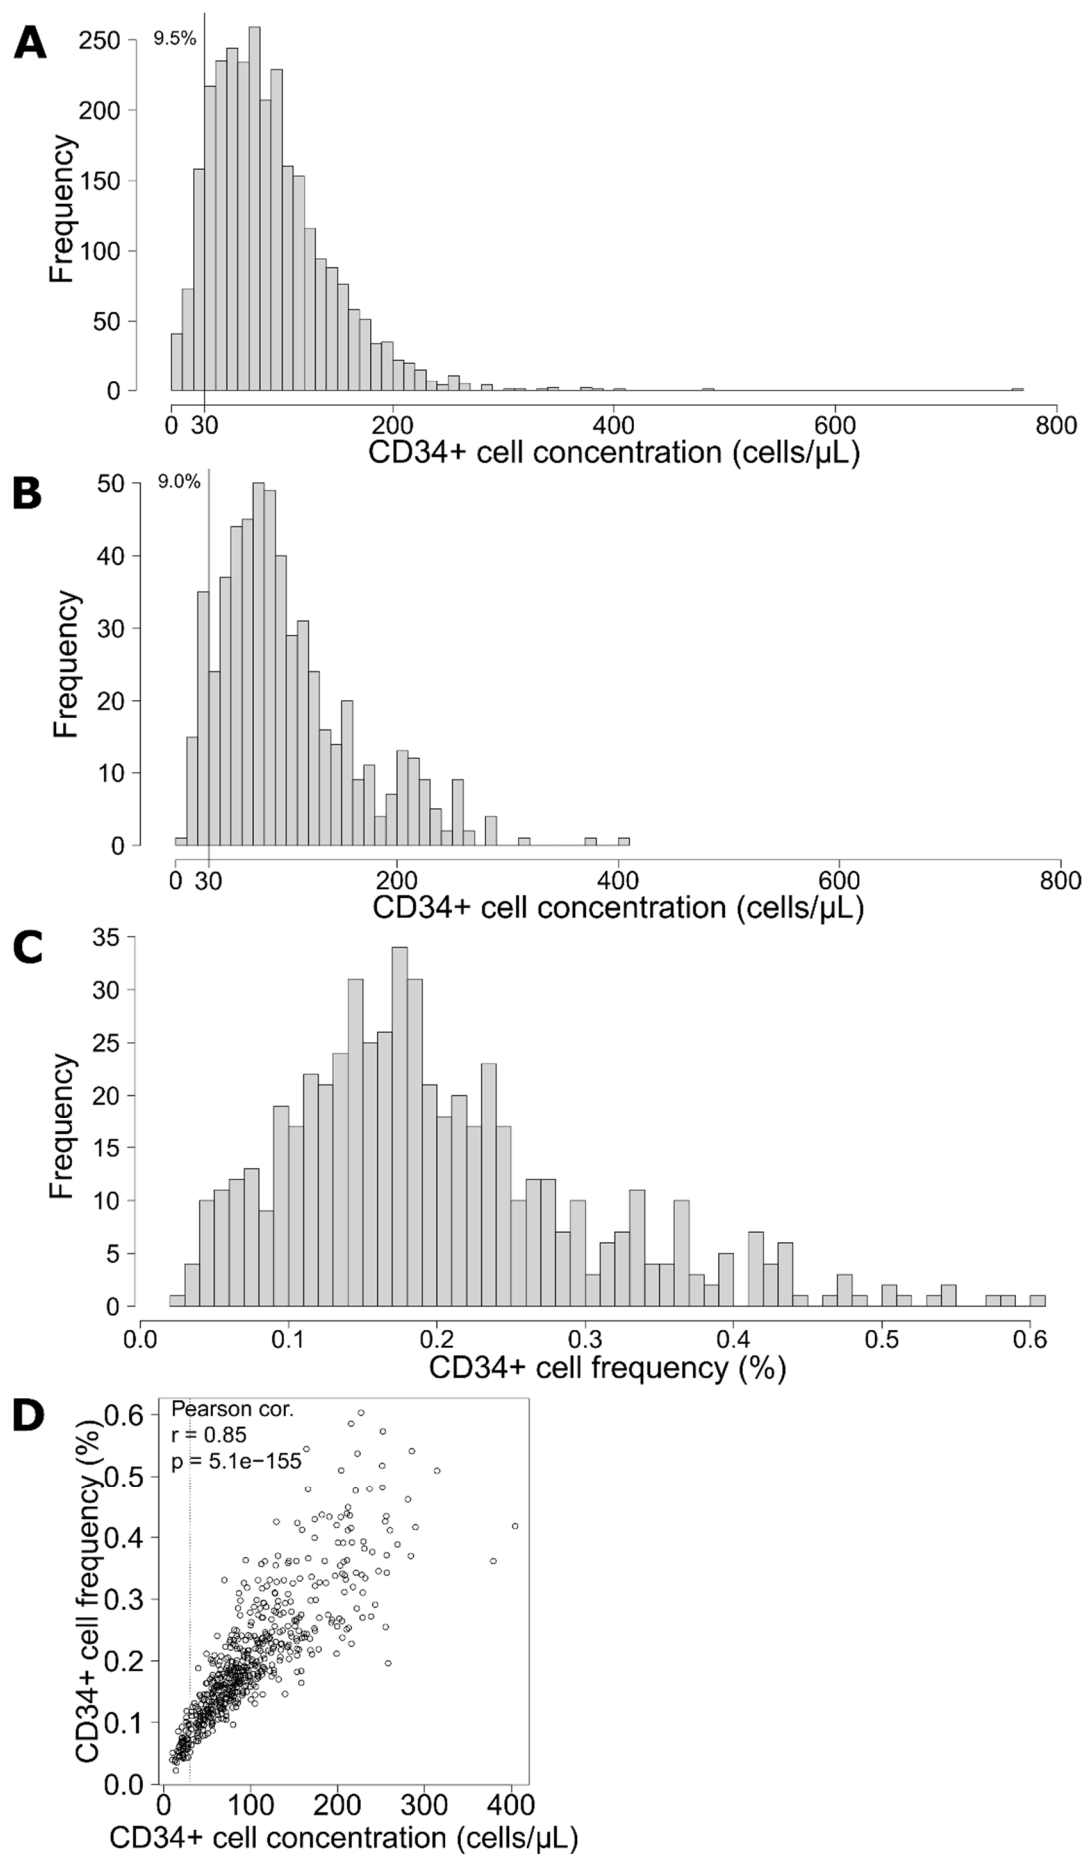 A
9.5%
250
200
150
100
50
0
Frequency
0 30 200 400 600 800
CD34+ cell concentration (cells/µL)
B
9.0%
50
40
30
20
10
0
Frequency
0 30 200 400 600 800
CD34+ cell concentration (cells/µL)
C
35
30
25
20
15
10
5
0
Frequency
0.0 0.1 0.2 0.3 0.4 0.5 0.6
CD34+ cell frequency (%)
D
Pearson cor.
r = 0.85
p = 5.1e−155
0.6
0.5
0.4
0.3
0.2
0.1
0.0
CD34+ cell frequency (%)
0 100 200 300 400
CD34+ cell concentration (cells/µL)